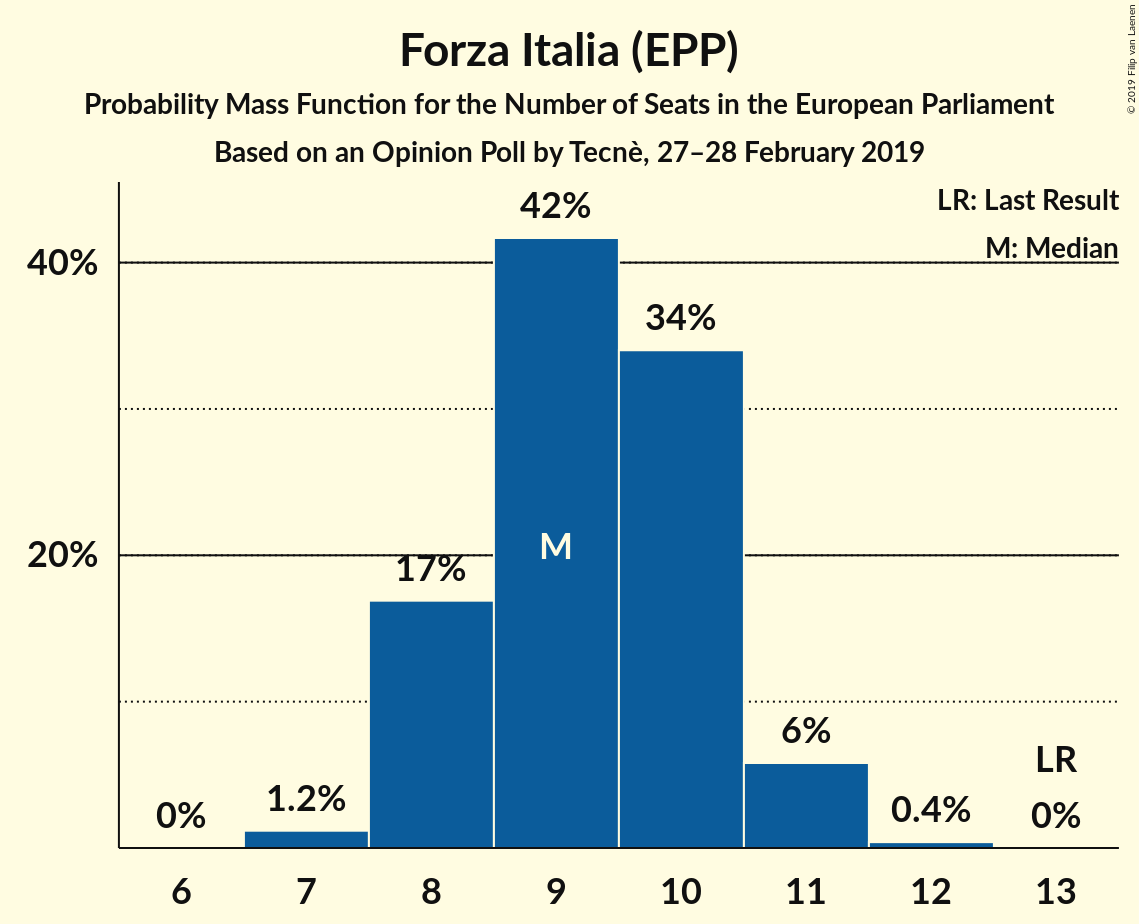 Forza Italia (EPP)
Probability Mass Function for the Number of Seats in the European Parliament
Based on an Opinion Poll by Tecnè, 27–28 February 2019
© 2019 Filip van Laenen
LR: Last Result
M: Median
40%
20%
0%
1.2%
17%
42%
M
34%
6%
0.4%
LR
0%
6 7 8 9 10 11 12 13